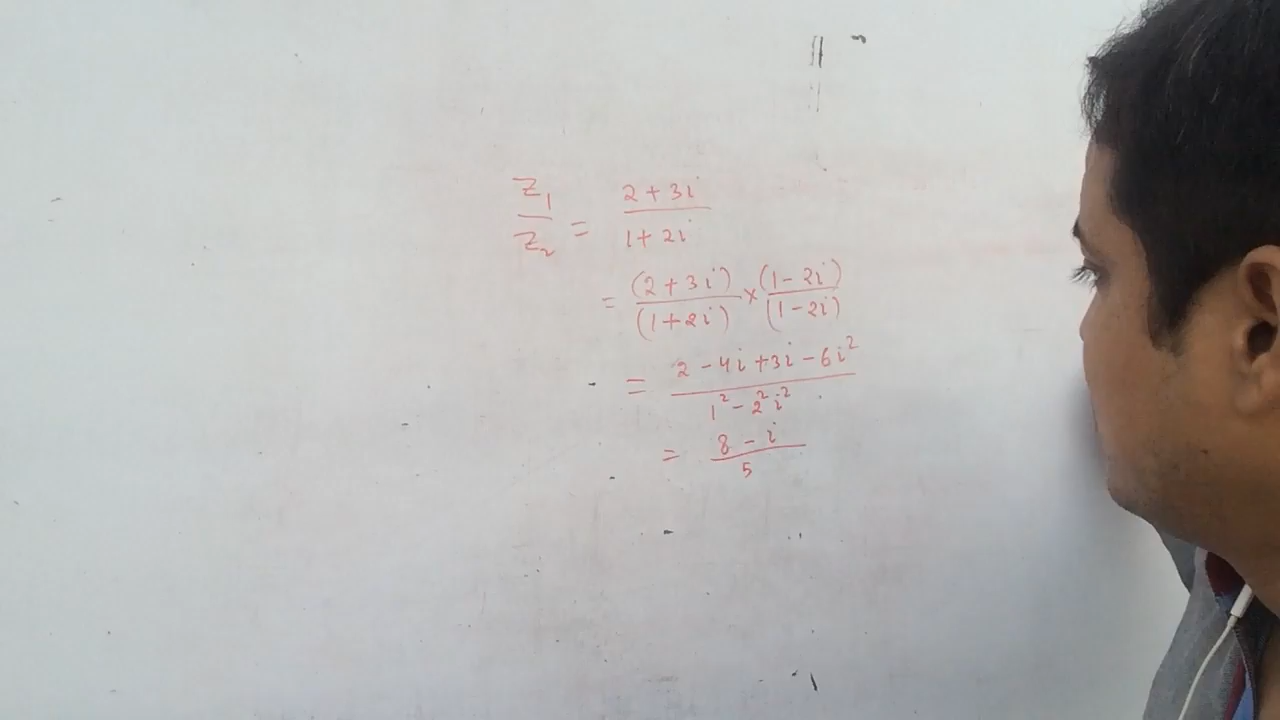 Z₁/Z₂ = (2 + 3i)/(1 + 2i)
= (2 + 3i)/(1 + 2i) × (1 - 2i)/(1 - 2i)
= (2 - 4i + 3i - 6i²)/(1² - 2²i²)
= (8 - i)/5